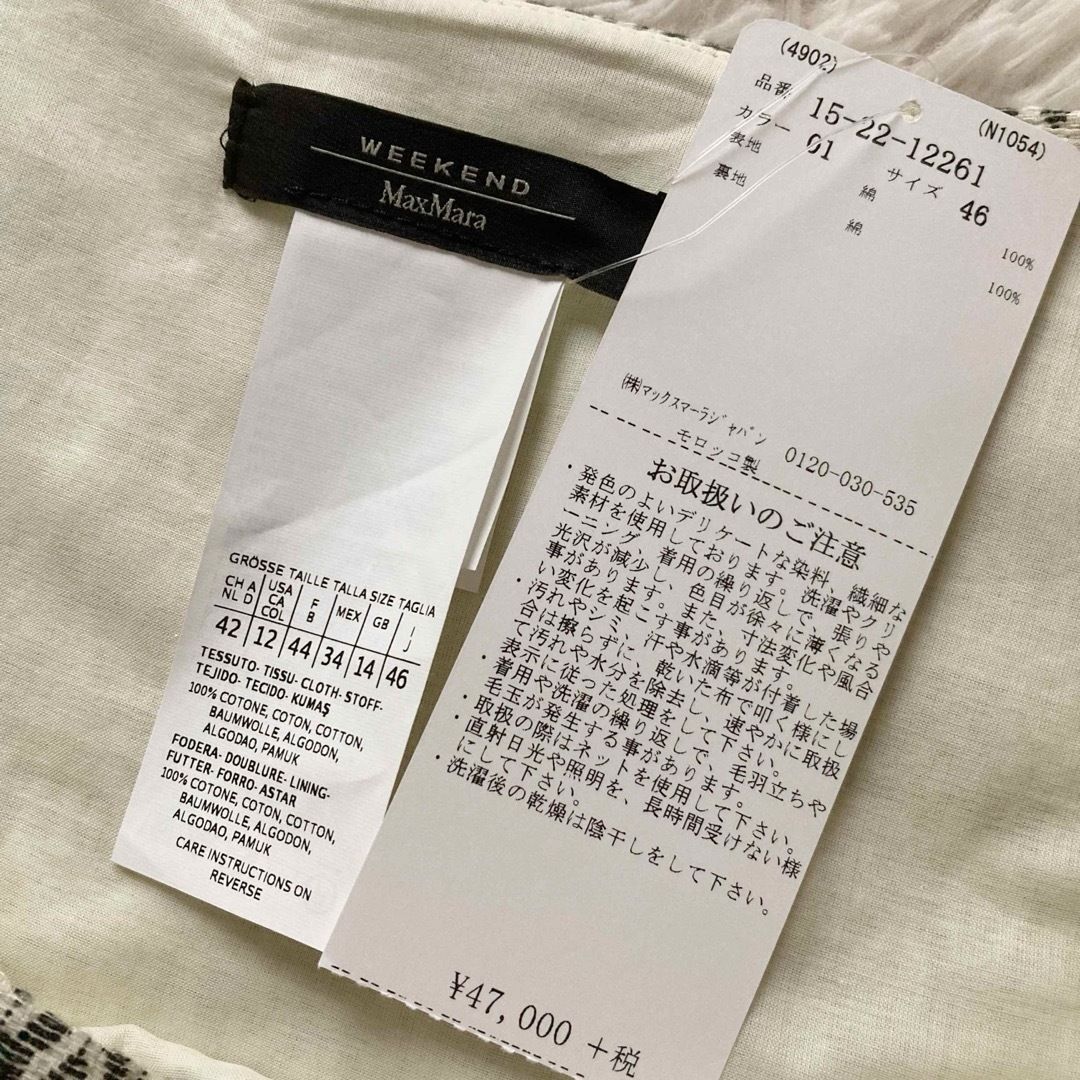 WEEKEND
MaxMara
GRÖSSE TAILLE TALLA SIZE TAGLIA
CH A NL D USA CA COL F B MEX GB I J
42 12 44 34 14 46
TESSUTO- TISSU- CLOTH- STOFF-
TEJIDO- TECIDO- KUMAŞ
100% COTONE, COTON, COTTON,
BAUMWOLLE, ALGODON,
ALGODAO, PAMUK
FODERA- DOUBLURE- LINING-
FUTTER- FORRO- ASTAR
100% COTONE, COTON, COTTON,
BAUMWOLLE, ALGODON,
ALGODAO, PAMUK
CARE INSTRUCTIONS ON
REVERSE
(4902) (N1054)
品番 15-22-12261
カラー 01 サイズ 46
表地 綿 100%
裏地 綿 100%
㈱マックスマーラジャパン
モロッコ製 0120-030-535
お取扱いのご注意
・発色のよいデリケートな染料、繊細な
素材を使用しております。洗濯やクリ
ーニング、着用の繰り返しで、張りや
光沢が減少し、色目が徐々に薄くなる
事があります。また、寸法変化や風合
い変化を起こす事があります。
・汚れやシミ、汗や水滴等が付着した場
合は擦らずに、乾いた布で叩く様にし
て汚れや水分を除去し、速やかに取扱
表示に従った処理をして下さい。
・着用や洗濯の繰り返しで、毛羽立ちや
毛玉が発生する事があります。
・取扱の際はネットを使用して下さい。
・直射日光や照明を、長時間受けない様
にして下さい。
・洗濯後の乾燥は陰干しをして下さい。
¥47,000 +税